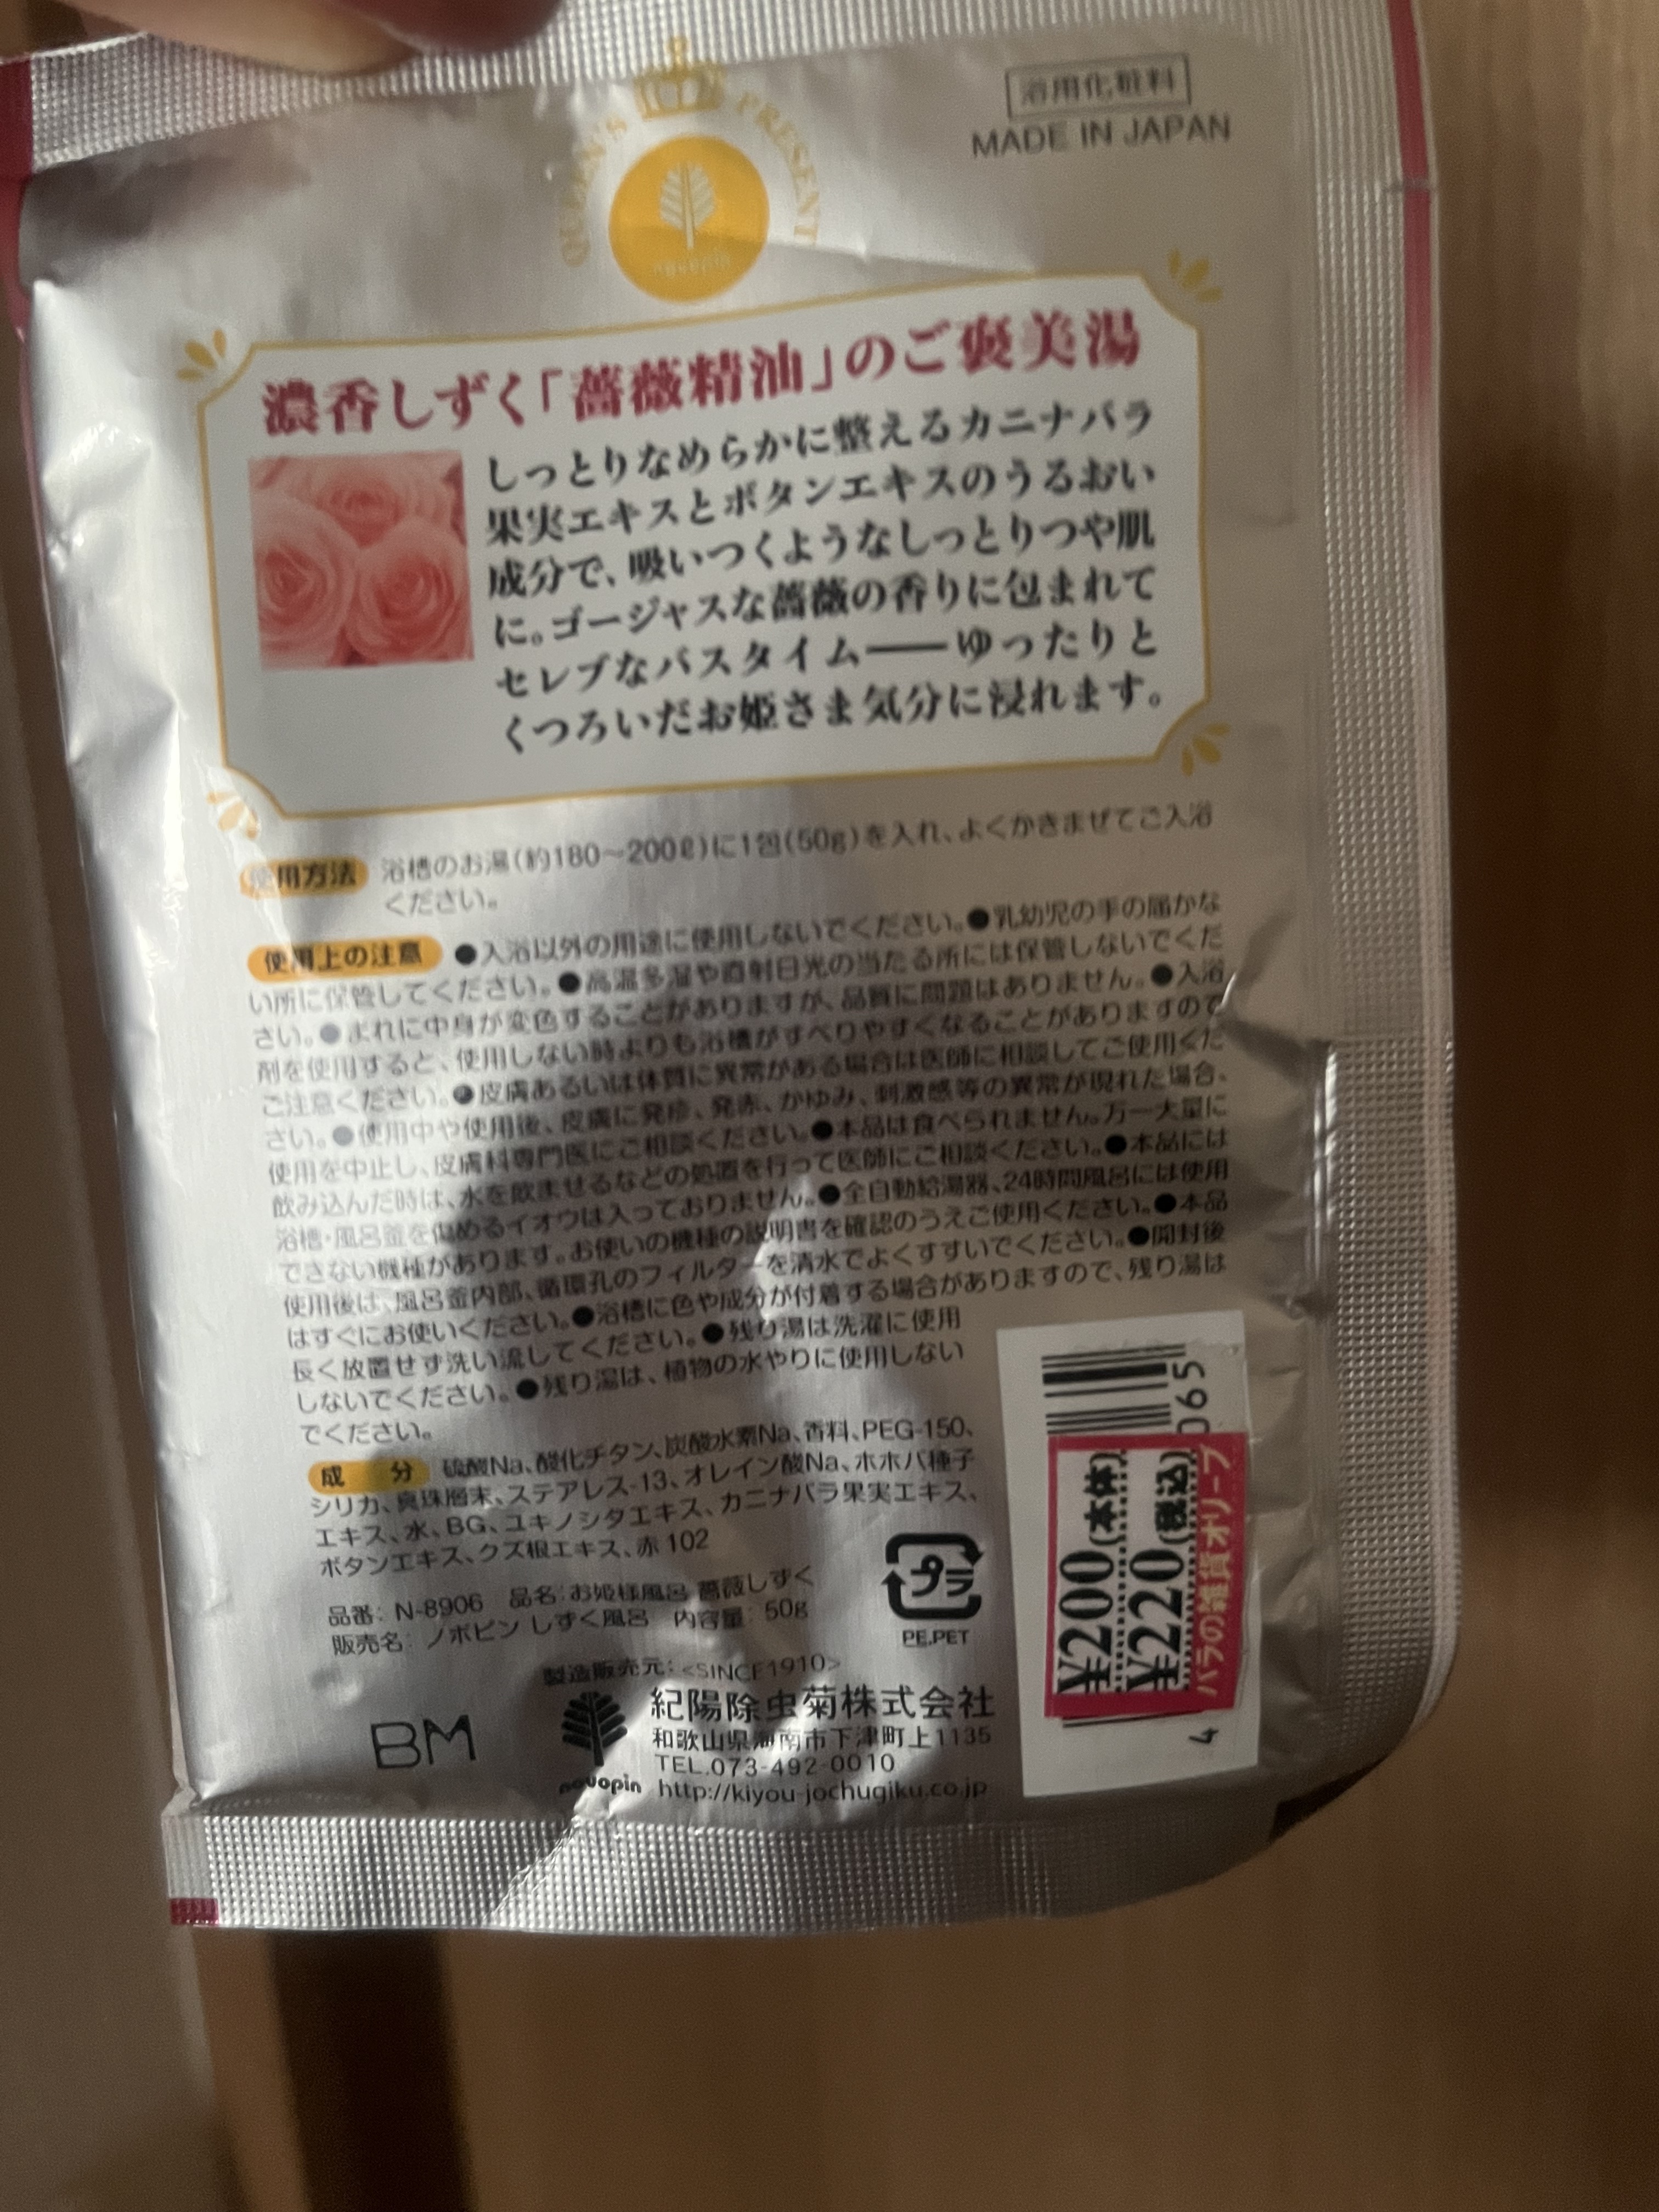 浴用化粧料
MADE IN JAPAN
QUEEN'S PRESENT
novopin
濃香しずく「薔薇精油」のご褒美湯
しっとりなめらかに整えるカニナバラ
果実エキスとボタンエキスのうるおい
成分で、吸いつくようなしっとりつや肌
に。ゴージャスな薔薇の香りに包まれて
セレブなバスタイム――ゆったりと
くつろいだお姫さま気分に浸れます。
使用方法 浴槽のお湯(約180～200ℓ)に1包(50g)を入れ、よくかきまぜてご入浴
ください。
使用上の注意 ●入浴以外の用途に使用しないでください。●乳幼児の手の届かな
い所に保管してください。●高温多湿や直射日光の当たる所には保管しないでくだ
さい。●まれに中身が変色することがありますが、品質に問題はありません。●入浴
剤を使用すると、使用しない時よりも浴槽がすべりやすくなることがありますので
ご注意ください。●皮膚あるいは体質に異常がある場合は医師に相談してご使用くだ
さい。●使用中や使用後、皮膚に発疹、発赤、かゆみ、刺激感等の異常が現れた場合、
使用を中止し、皮膚科専門医にご相談ください。●本品は食べられません。万一大量に
飲み込んだ時は、水を飲ませるなどの処置を行って医師にご相談ください。●本品には
浴槽・風呂釜を傷めるイオウは入っておりません。●全自動給湯器、24時間風呂には使用
できない機種があります。お使いの機種の説明書を確認のうえご使用ください。●本品
使用後は、風呂釜内部、循環孔のフィルターを清水でよくすすいでください。●開封後
はすぐにお使いください。●浴槽に色や成分が付着する場合がありますので、残り湯は
長く放置せず洗い流してください。●残り湯は洗濯に使用
しないでください。●残り湯は、植物の水やりに使用しない
でください。
成分 硫酸Na、酸化チタン、炭酸水素Na、香料、PEG-150、
シリカ、真珠層末、ステアレス-13、オレイン酸Na、ホホバ種子
エキス、水、BG、ユキノシタエキス、カニナバラ果実エキス、
ボタンエキス、クズ根エキス、赤102
品番: N-8906 品名:お姫様風呂 薔薇しずく
販売名: ノボピン しずく風呂 内容量: 50g
プラ
PE.PET
製造販売元: <SINCE1910>
紀陽除虫菊株式会社
和歌山県海南市下津町上1135
TEL.073-492-0010
http://kiyou-jochugiku.co.jp
novopin
BM
065
¥200(本体)
¥220(税込)
バラの雑貨オリーブ
4